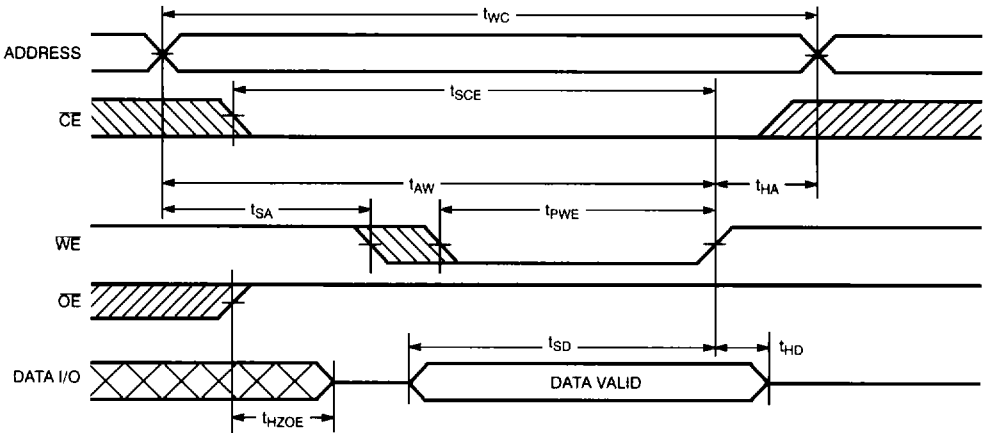 tWC
ADDRESS
tSCE
CE
tAW
tHA
tSA
tPWE
WE
OE
tSD
tHD
DATA I/O
DATA VALID
tHZOE